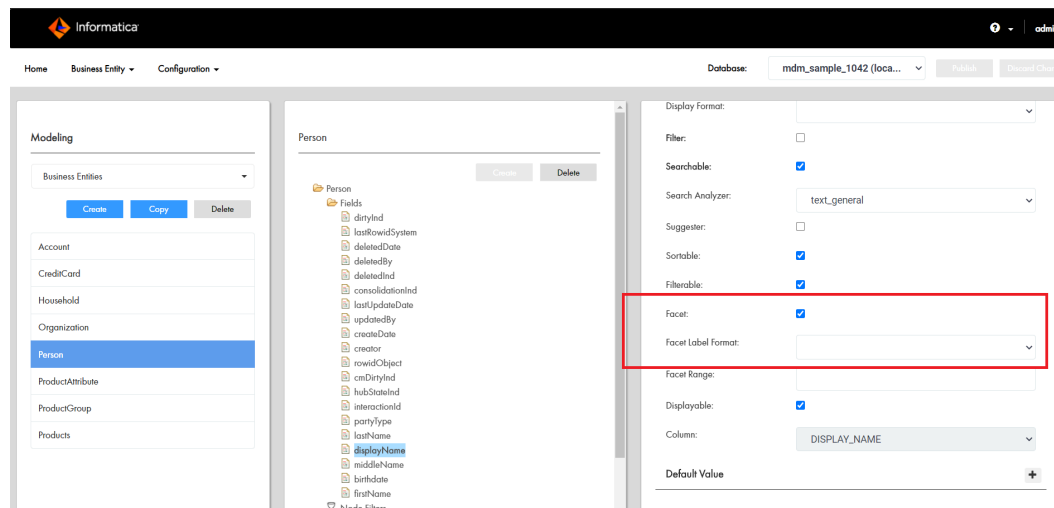 Informatica
admi
Home Business Entity Configuration Database: mdm_sample_1042 (loca... Publish Discard Chan
Modeling
Business Entities
Create Copy Delete
Account
CreditCard
Household
Organization
Person
ProductAttribute
ProductGroup
Products
Person
Create Delete
Person
Fields
dirtyInd
lastRowidSystem
deletedDate
deletedBy
deletedInd
consolidationInd
lastUpdateDate
updatedBy
createDate
creator
rowidObject
cmDirtyInd
hubStateInd
interactionId
partyType
lastName
displayName
middleName
birthdate
firstName
Node Filters
Display Format:
Filter:
Searchable:
Search Analyzer: text_general
Suggester:
Sortable:
Filterable:
Facet:
Facet Label Format:
Facet Range:
Displayable:
Column: DISPLAY_NAME
Default Value